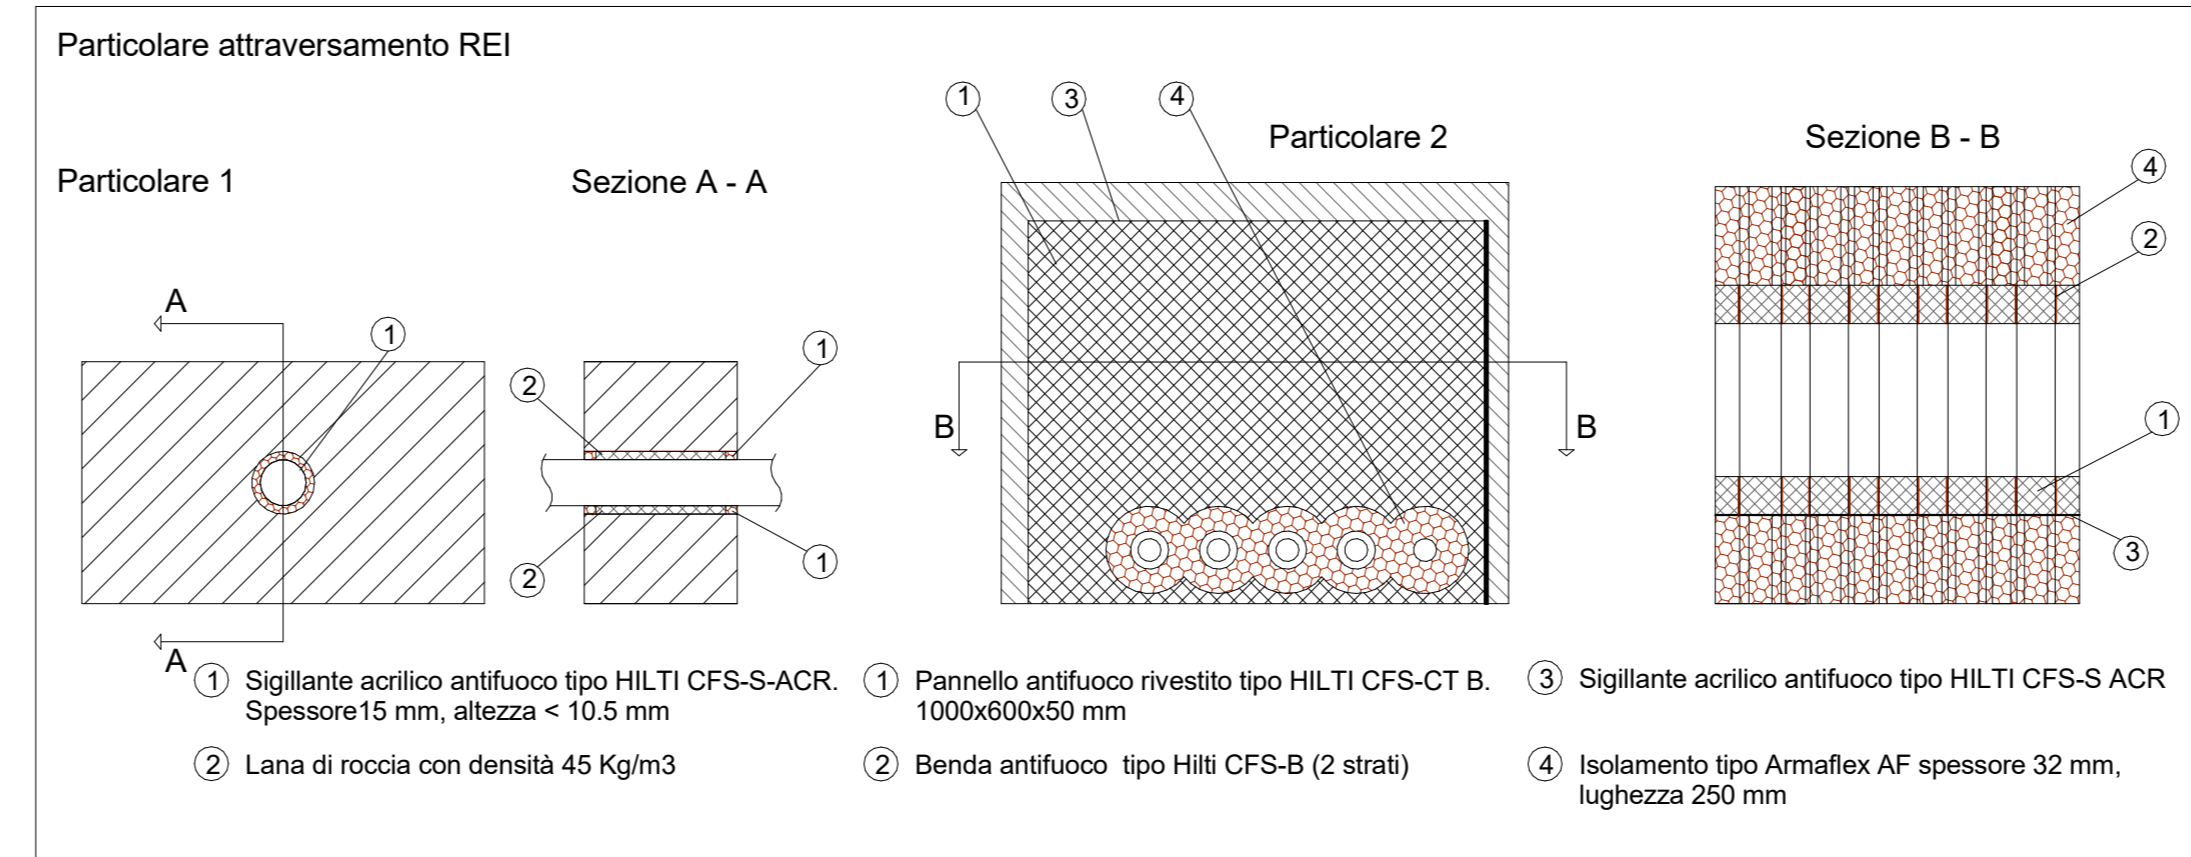 Particolare attraversamento REI
1
3
4
Particolare 2
Sezione B - B
4
Particolare 1
Sezione A - A
2
A
1
1
2
B
B
1
2
1
3
A
1 Sigillante acrilico antifuoco tipo HILTI CFS-S-ACR.
Spessore15 mm, altezza < 10.5 mm
2 Lana di roccia con densità 45 Kg/m3
1 Pannello antifuoco rivestito tipo HILTI CFS-CT B.
1000x600x50 mm
2 Benda antifuoco tipo Hilti CFS-B (2 strati)
3 Sigillante acrilico antifuoco tipo HILTI CFS-S ACR
4 Isolamento tipo Armaflex AF spessore 32 mm,
lughezza 250 mm